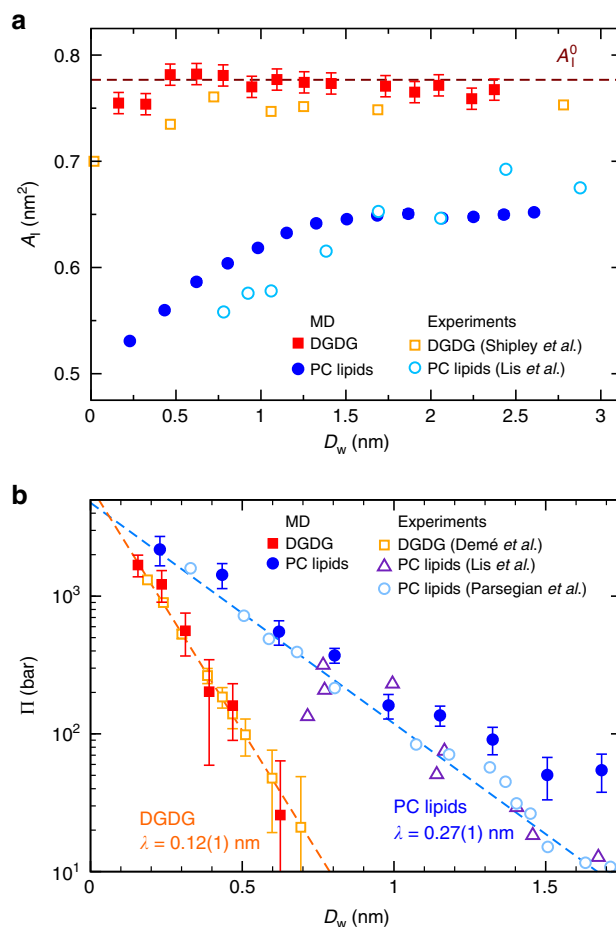 a
0.8
0.7
0.6
0.5
A_l (nm²)
A_l^0
MD
DGDG
PC lipids
Experiments
DGDG (Shipley et al.)
PC lipids (Lis et al.)
0 0.5 1 1.5 2 2.5 3
D_w (nm)
b
10³
10²
10¹
Π (bar)
MD
DGDG
PC lipids
Experiments
DGDG (Demé et al.)
PC lipids (Lis et al.)
PC lipids (Parsegian et al.)
DGDG
λ = 0.12(1) nm
PC lipids
λ = 0.27(1) nm
0 0.5 1 1.5
D_w (nm)